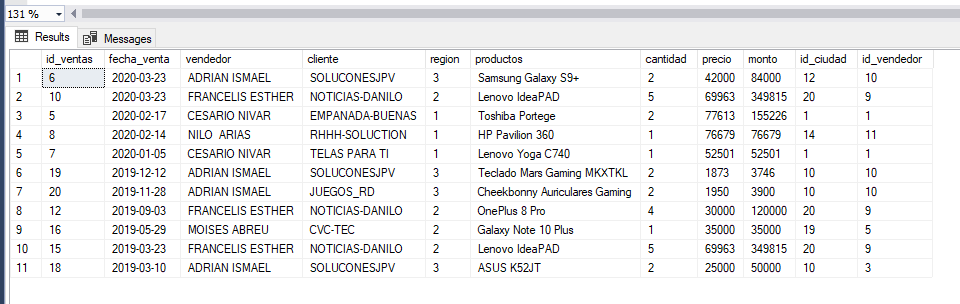 131 %
Results Messages
id_ventas fecha_venta vendedor cliente region productos cantidad precio monto id_ciudad id_vendedor
1 6 2020-03-23 ADRIAN ISMAEL SOLUCONESJPV 3 Samsung Galaxy S9+ 2 42000 84000 12 10
2 10 2020-03-23 FRANCELIS ESTHER NOTICIAS-DANILO 2 Lenovo IdeaPAD 5 69963 349815 20 9
3 5 2020-02-17 CESARIO NIVAR EMPANADA-BUENAS 1 Toshiba Portege 2 77613 155226 1 1
4 8 2020-02-14 NILO ARIAS RHHH-SOLUCTION 1 HP Pavilion 360 1 76679 76679 14 11
5 7 2020-01-05 CESARIO NIVAR TELAS PARA TI 1 Lenovo Yoga C740 1 52501 52501 1 1
6 19 2019-12-12 ADRIAN ISMAEL SOLUCONESJPV 3 Teclado Mars Gaming MKXTKL 2 1873 3746 10 10
7 20 2019-11-28 ADRIAN ISMAEL JUEGOS_RD 3 Cheekbonny Auriculares Gaming 2 1950 3900 10 10
8 12 2019-09-03 FRANCELIS ESTHER NOTICIAS-DANILO 2 OnePlus 8 Pro 4 30000 120000 20 9
9 16 2019-05-29 MOISES ABREU CVC-TEC 2 Galaxy Note 10 Plus 1 35000 35000 19 5
10 15 2019-03-23 FRANCELIS ESTHER NOTICIAS-DANILO 2 Lenovo IdeaPAD 5 69963 349815 20 9
11 18 2019-03-10 ADRIAN ISMAEL SOLUCONESJPV 3 ASUS K52JT 2 25000 50000 10 3